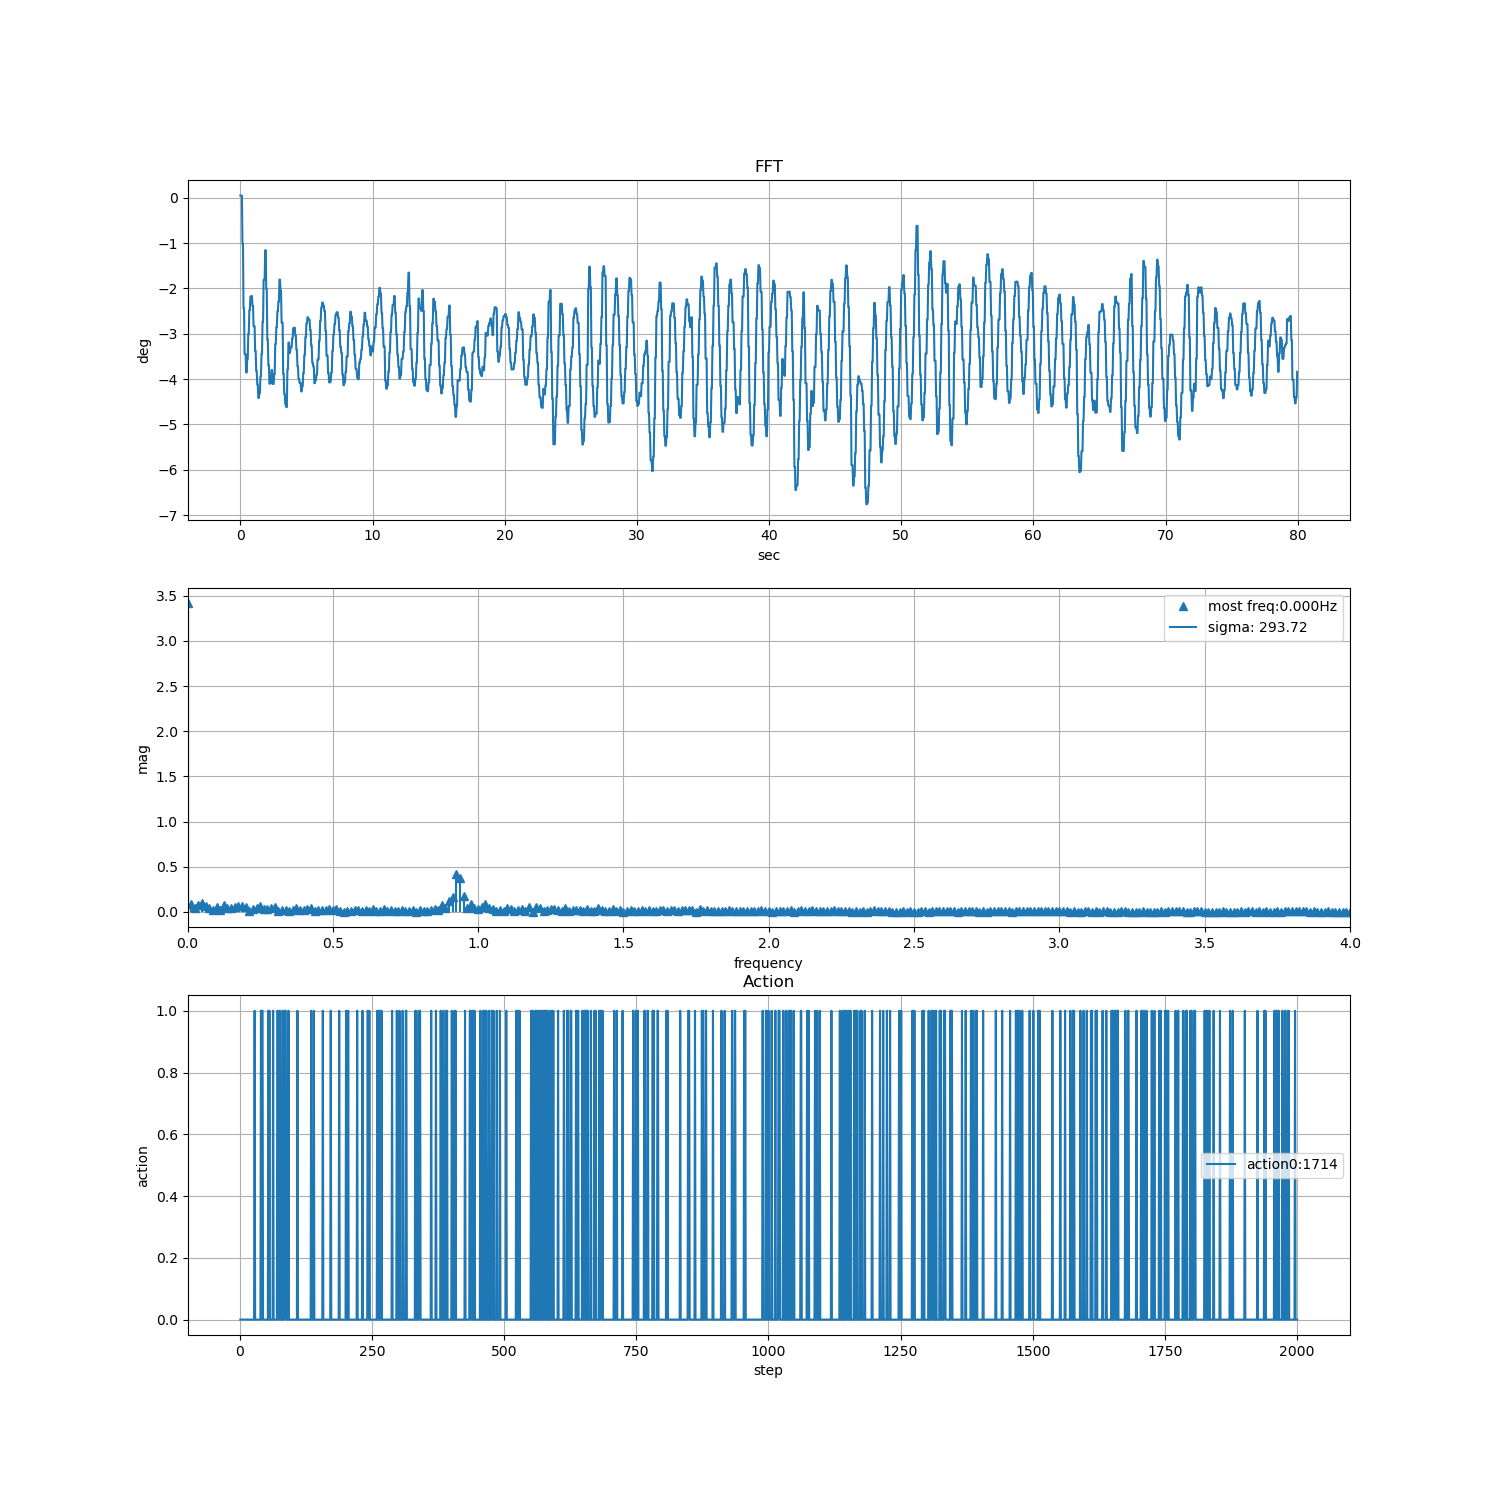 FFT
0
−1
−2
−3
−4
−5
−6
−7
deg
0 10 20 30 40 50 60 70 80
sec
3.5
3.0
2.5
2.0
1.5
1.0
0.5
0.0
mag
most freq:0.000Hz
sigma: 293.72
0.0 0.5 1.0 1.5 2.0 2.5 3.0 3.5 4.0
frequency
Action
1.0
0.8
0.6
0.4
0.2
0.0
action
action0:1714
0 250 500 750 1000 1250 1500 1750 2000
step